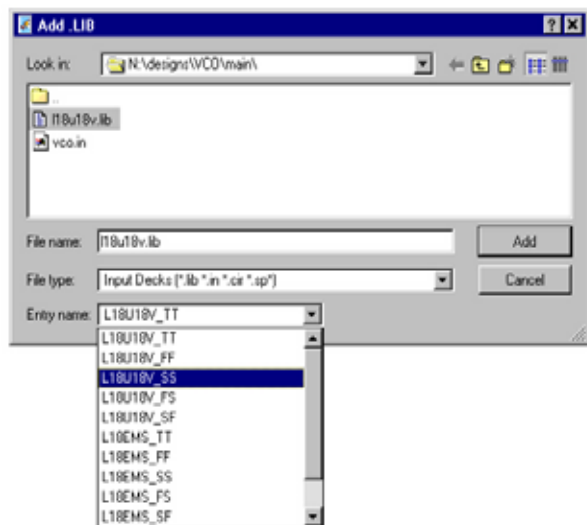 Add .LIB
Look in: N:\designs\VCO\main\
..
l18u18v.lib
vco.in
File name: l18u18v.lib Add
File type: Input Decks (*.lib *.in *.cir *.sp*) Cancel
Entry name: L18U18V_TT
L18U18V_TT
L18U18V_FF
L18U18V_SS
L18U18V_FS
L18U18V_SF
L18EMS_TT
L18EMS_FF
L18EMS_SS
L18EMS_FS
L18EMS_SF